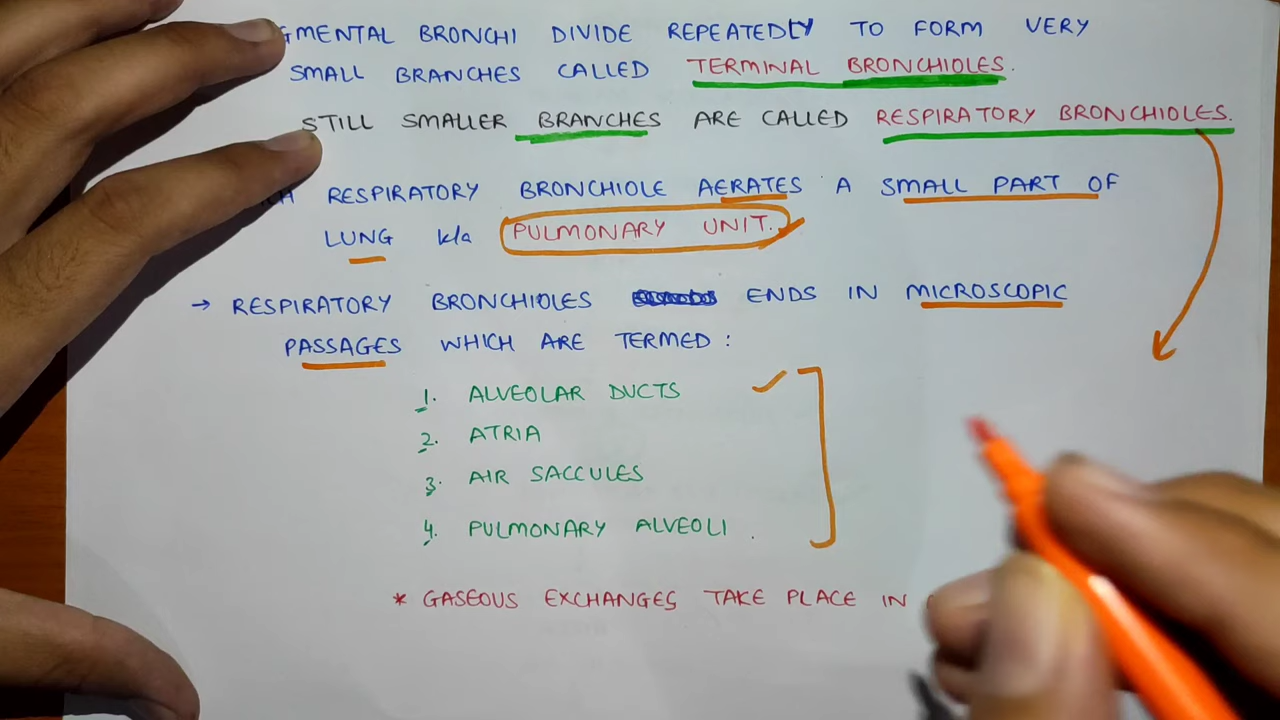 GMENTAL BRONCHI DIVIDE REPEATEDLY TO FORM VERY
SMALL BRANCHES CALLED TERMINAL BRONCHIOLES.
STILL SMALLER BRANCHES ARE CALLED RESPIRATORY BRONCHIOLES.
RESPIRATORY BRONCHIOLE AERATES A SMALL PART OF
LUNG k/a PULMONARY UNIT.
→ RESPIRATORY BRONCHIOLES ENDS IN MICROSCOPIC
PASSAGES WHICH ARE TERMED :
1. ALVEOLAR DUCTS
2. ATRIA
3. AIR SACCULES
4. PULMONARY ALVEOLI.
* GASEOUS EXCHANGES TAKE PLACE IN